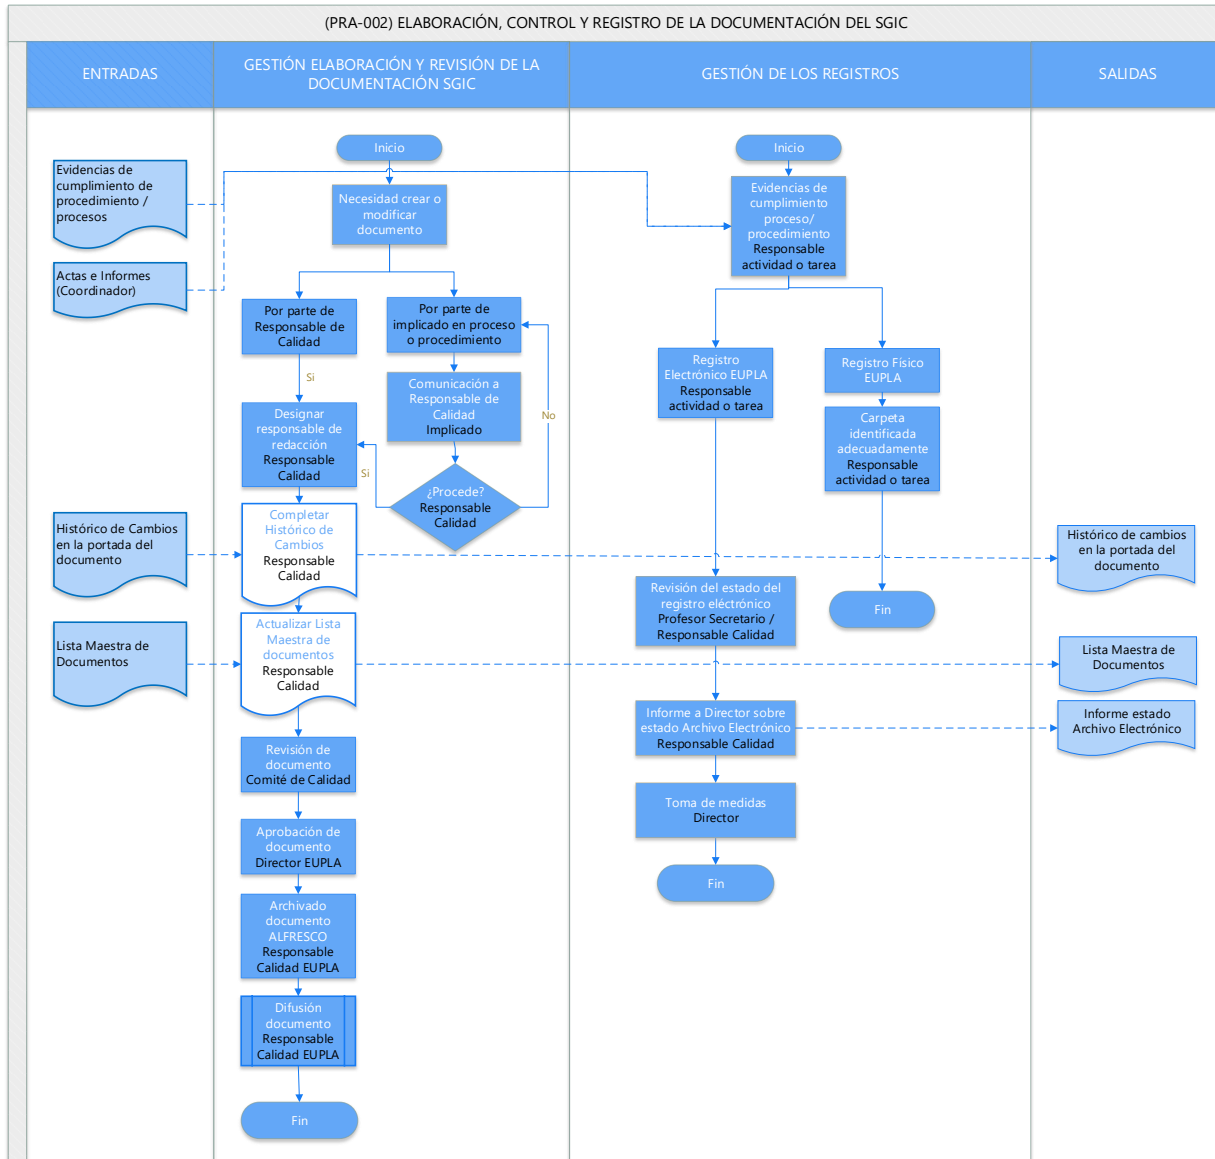 (PRA-002) ELABORACIÓN, CONTROL Y REGISTRO DE LA DOCUMENTACIÓN DEL SGIC
ENTRADAS
GESTIÓN ELABORACIÓN Y REVISIÓN DE LA
DOCUMENTACIÓN SGIC
GESTIÓN DE LOS REGISTROS
SALIDAS
Evidencias de
cumplimiento de
procedimiento /
procesos
Actas e Informes
(Coordinador)
Histórico de Cambios
en la portada del
documento
Lista Maestra de
Documentos
Inicio
Necesidad crear o
modificar
documento
Por parte de
Responsable de
Calidad
Por parte de
implicado en proceso
o procedimiento
Si
Comunicación a
Responsable de
Calidad
Implicado
No
Designar
responsable de
redacción
Responsable
Calidad
Si
¿Procede?
Responsable
Calidad
Completar
Histórico de
Cambios
Responsable
Calidad
Actualizar Lista
Maestra de
documentos
Responsable
Calidad
Revisión de
documento
Comité de Calidad
Aprobación de
documento
Director EUPLA
Archivado
documento
ALFRESCO
Responsable
Calidad EUPLA
Difusión
documento
Responsable
Calidad EUPLA
Fin
Inicio
Evidencias de
cumplimiento
proceso/
procedimiento
Responsable
actividad o tarea
Registro
Electrónico EUPLA
Responsable
actividad o tarea
Registro Físico
EUPLA
Carpeta
identificada
adecuadamente
Responsable
actividad o tarea
Fin
Revisión del estado del
registro eléctrónico
Profesor Secretario /
Responsable Calidad
Informe a Director sobre
estado Archivo Electrónico
Responsable Calidad
Toma de medidas
Director
Fin
Histórico de cambios
en la portada del
documento
Lista Maestra de
Documentos
Informe estado
Archivo Electrónico